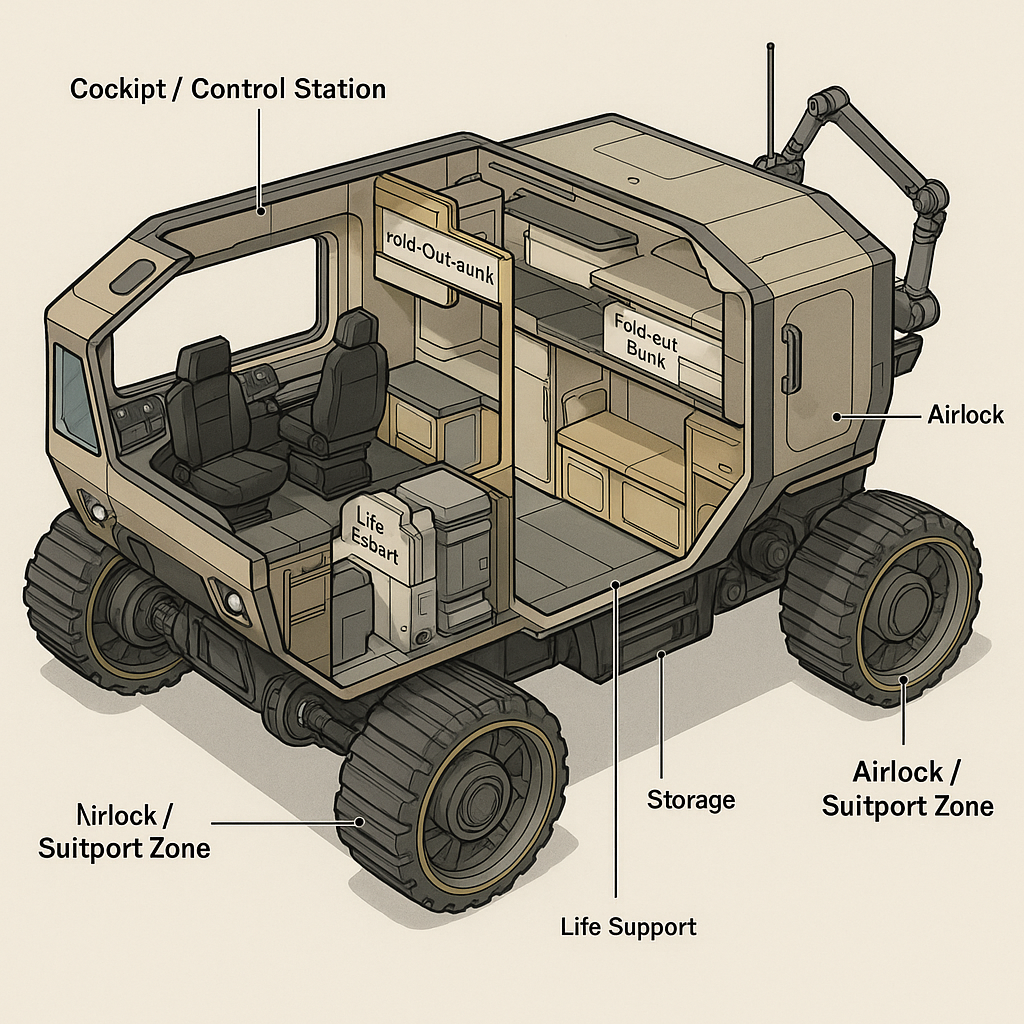 Cockipt / Control Station
rold-Out-aunk
Fold-eut
Bunk
Airlock
Life
Esbart
Airlock /
Suitport Zone
Storage
Nirlock /
Suitport Zone
Life Support